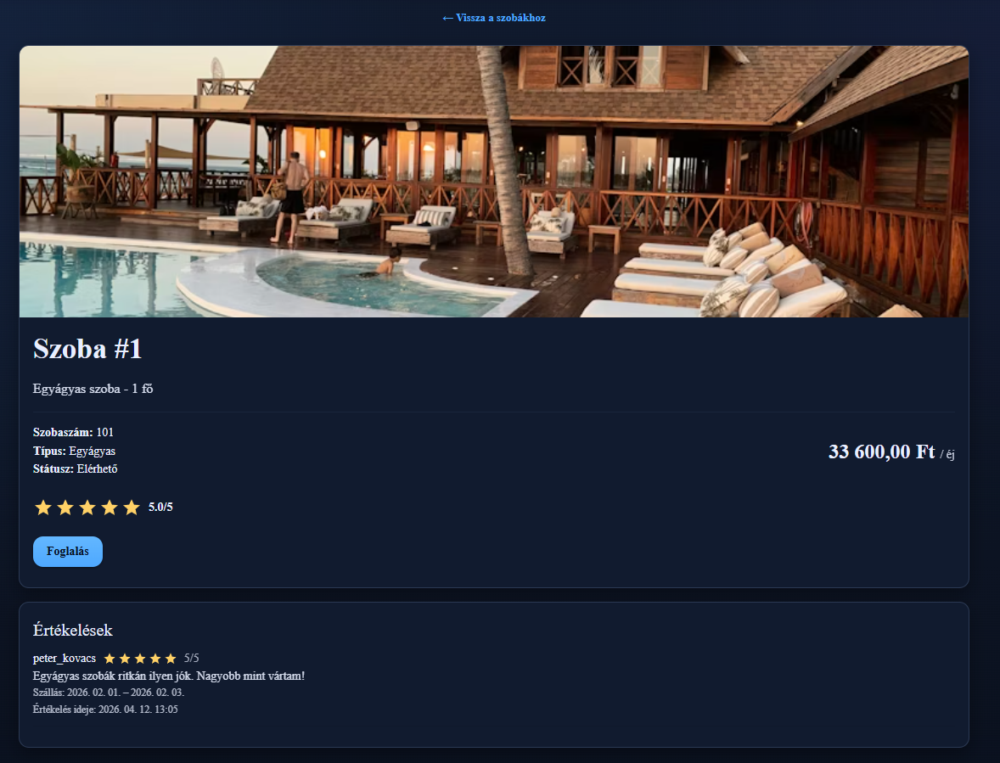 ← Vissza a szobákhoz
Szoba #1
Egyágyas szoba - 1 fő
Szobaszám: 101
Típus: Egyágyas
Státusz: Elérhető
33 600,00 Ft / éj
5.0/5
Foglalás
Értékelések
peter_kovacs ★ ★ ★ ★ ★ 5/5
Egyágyas szobák ritkán ilyen jók. Nagyobb mint vártam!
Szállás: 2026. 02. 01. – 2026. 02. 03.
Értékelés ideje: 2026. 04. 12. 13:05